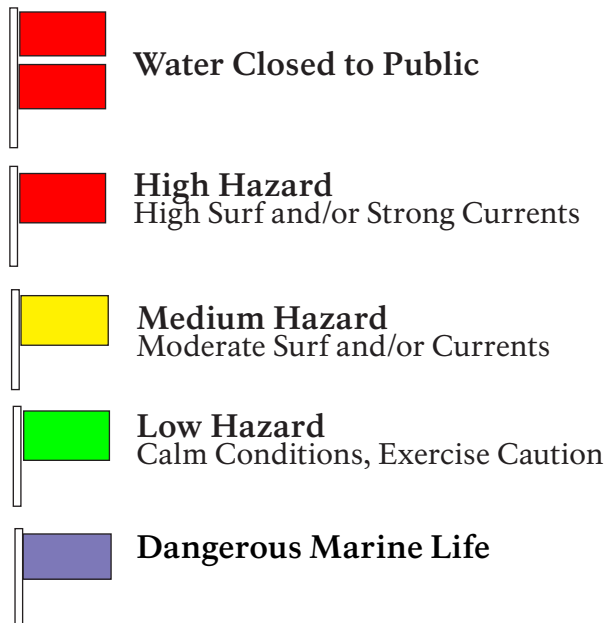 Water Closed to Public
High Hazard
High Surf and/or Strong Currents
Medium Hazard
Moderate Surf and/or Currents
Low Hazard
Calm Conditions, Exercise Caution
Dangerous Marine Life